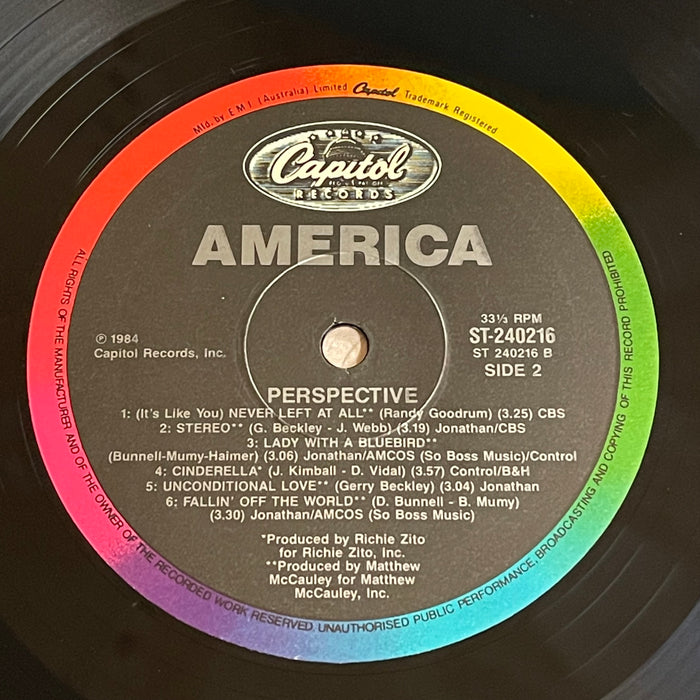 Mfd. by E M I (Australia) Limited Capitol Trademark Registered
Capitol
RECORDS
AMERICA
℗ 1984
Capitol Records, Inc.
33⅓ RPM
ST-240216
ST 240216 B
SIDE 2
PERSPECTIVE
1: (It's Like You) NEVER LEFT AT ALL** (Randy Goodrum) (3.25) CBS
2: STEREO** (G. Beckley - J. Webb) (3.19) Jonathan/CBS
3: LADY WITH A BLUEBIRD**
(Bunnell-Mumy-Haimer) (3.06) Jonathan/AMCOS (So Boss Music)/Control
4: CINDERELLA* (J. Kimball - D. Vidal) (3.57) Control/B&H
5: UNCONDITIONAL LOVE** (Gerry Beckley) (3.04) Jonathan
6: FALLIN' OFF THE WORLD** (D. Bunnell - B. Mumy)
(3.30) Jonathan/AMCOS (So Boss Music)
*Produced by Richie Zito
for Richie Zito, Inc.
**Produced by Matthew
McCauley for Matthew
McCauley, Inc.
ALL RIGHTS OF THE MANUFACTURER AND OF THE OWNER OF THE RECORDED WORK RESERVED. UNAUTHORISED PUBLIC PERFORMANCE, BROADCASTING AND COPYING OF THIS RECORD PROHIBITED